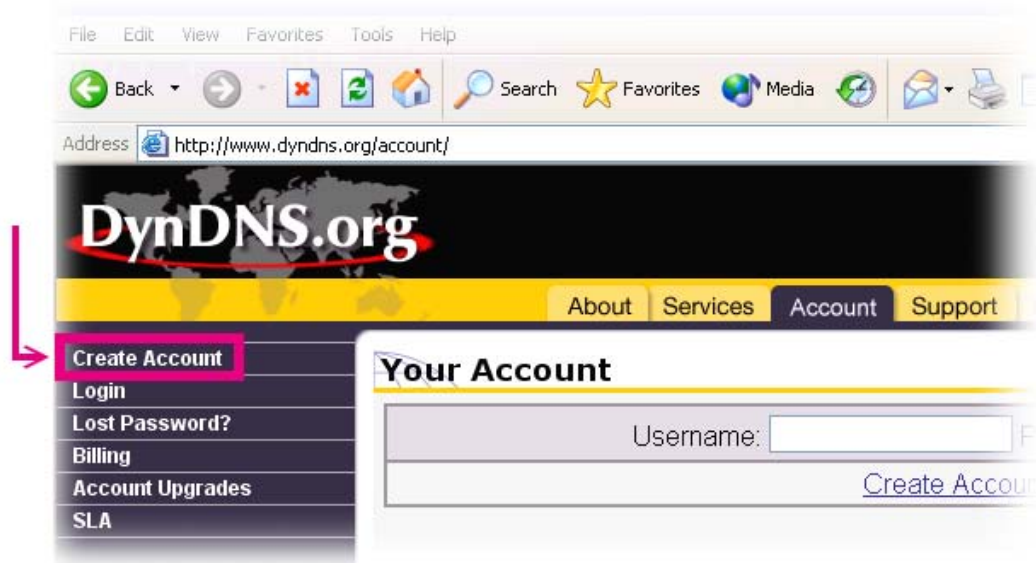 File Edit View Favorites Tools Help
Back Search Favorites Media
Address http://www.dyndns.org/account/
DynDNS.org
About Services Account Support
Create Account
Login
Lost Password?
Billing
Account Upgrades
SLA
Your Account
Username:
Create